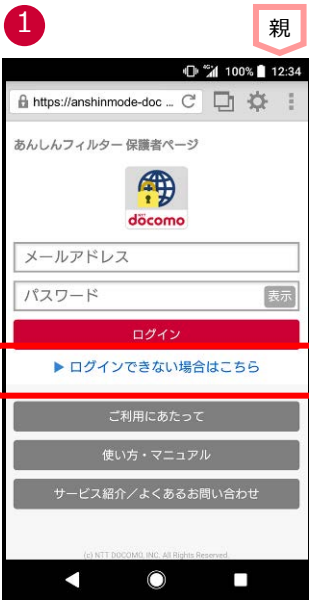 1
親
4G 100% 12:34
https://anshinmode-doc ...
あんしんフィルター 保護者ページ
NTT
döcomo
メールアドレス
パスワード
表示
ログイン
▶ ログインできない場合はこちら
ご利用にあたって
使い方・マニュアル
サービス紹介／よくあるお問い合わせ
(c) NTT DOCOMO, INC. All Rights Reserved.